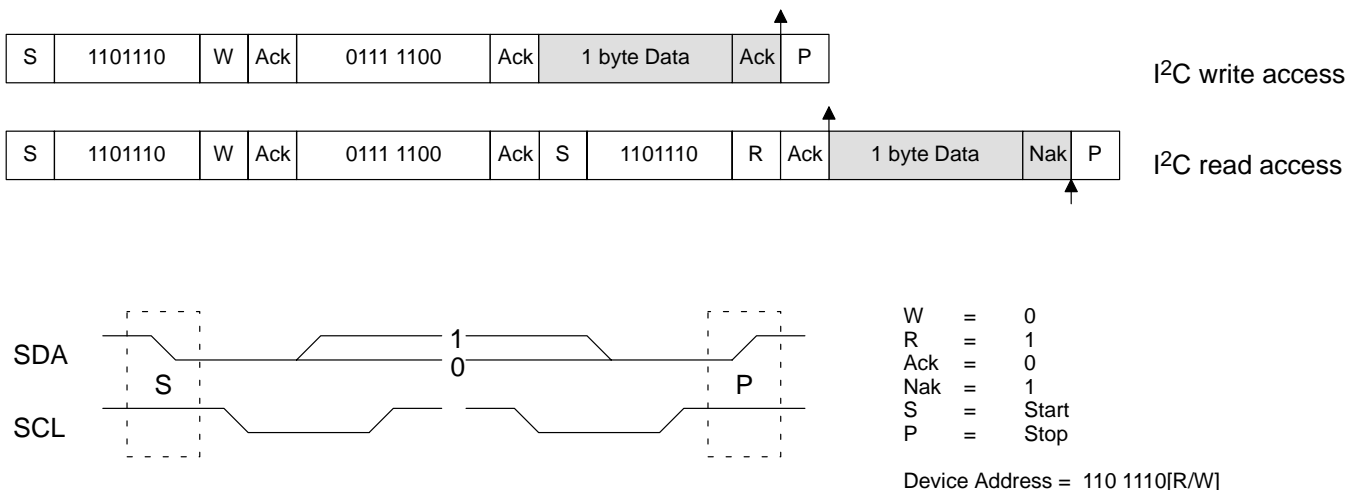 S 1101110 W Ack 0111 1100 Ack 1 byte Data Ack P I²C write access
S 1101110 W Ack 0111 1100 Ack S 1101110 R Ack 1 byte Data Nak P I²C read access
SDA 1
0
S P
SCL
W = 0
R = 1
Ack = 0
Nak = 1
S = Start
P = Stop
Device Address = 110 1110[R/W]